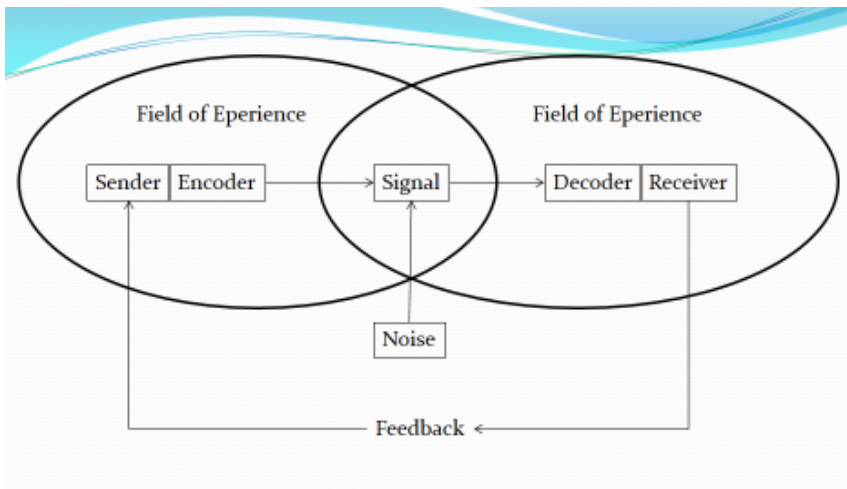 Field of Eperience
Field of Eperience
Sender
Encoder
Signal
Decoder
Receiver
Noise
Feedback